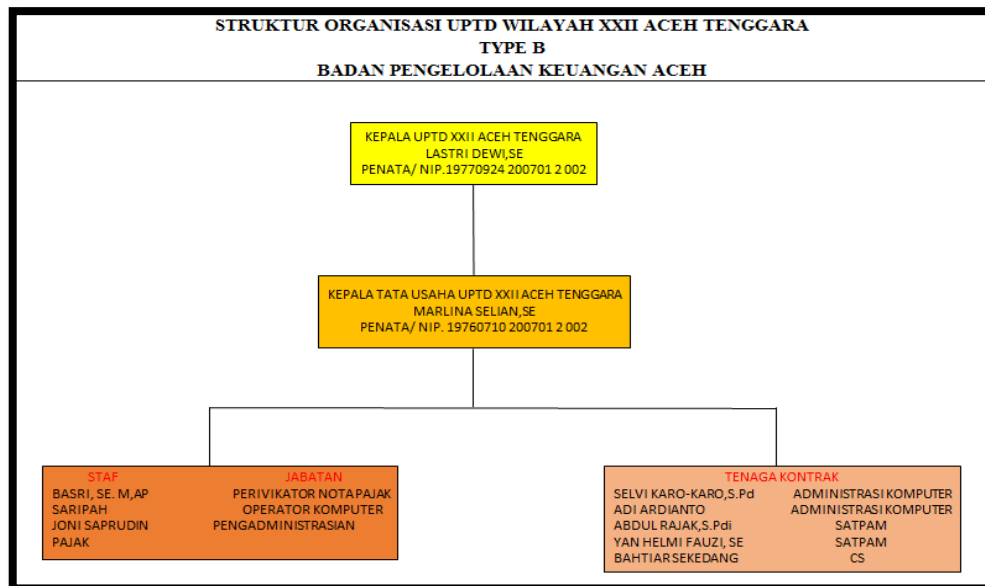 STRUKTUR ORGANISASI UPTD WILAYAH XXII ACEH TENGGARA
TYPE B
BADAN PENGELOLAAN KEUANGAN ACEH
KEPALA UPTD XXII ACEH TENGGARA
LASTRI DEWI,SE
PENATA/ NIP.19770924 200701 2 002
KEPALA TATA USAHA UPTD XXII ACEH TENGGARA
MARLINA SELIAN,SE
PENATA/ NIP. 19760710 200701 2 002
STAF JABATAN
BASRI, SE. M,AP PERIVIKATOR NOTA PAJAK
SARIPAH OPERATOR KOMPUTER
JONI SAPRUDIN PENGADMINISTRASIAN
PAJAK
TENAGA KONTRAK
SELVI KARO-KARO,S.Pd ADMINISTRASI KOMPUTER
ADI ARDIANTO ADMINISTRASI KOMPUTER
ABDUL RAJAK,S.Pdi SATPAM
YAN HELMI FAUZI, SE SATPAM
BAHTIAR SEKEDANG CS